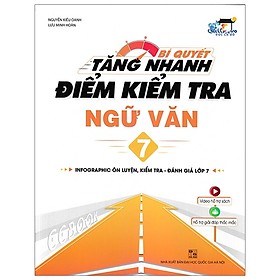 NGUYỄN KIỀU OANH
LƯU MINH HOÀN
BÍ QUYẾT
TĂNG NHANH
ĐIỂM KIỂM TRA
NGỮ VĂN
7
INFOGRAPHIC ÔN LUYỆN, KIỂM TRA - ĐÁNH GIÁ LỚP 7
Video hỗ trợ sách
Hỗ trợ giải đáp thắc mắc
NHÀ XUẤT BẢN ĐẠI HỌC QUỐC GIA HÀ NỘI